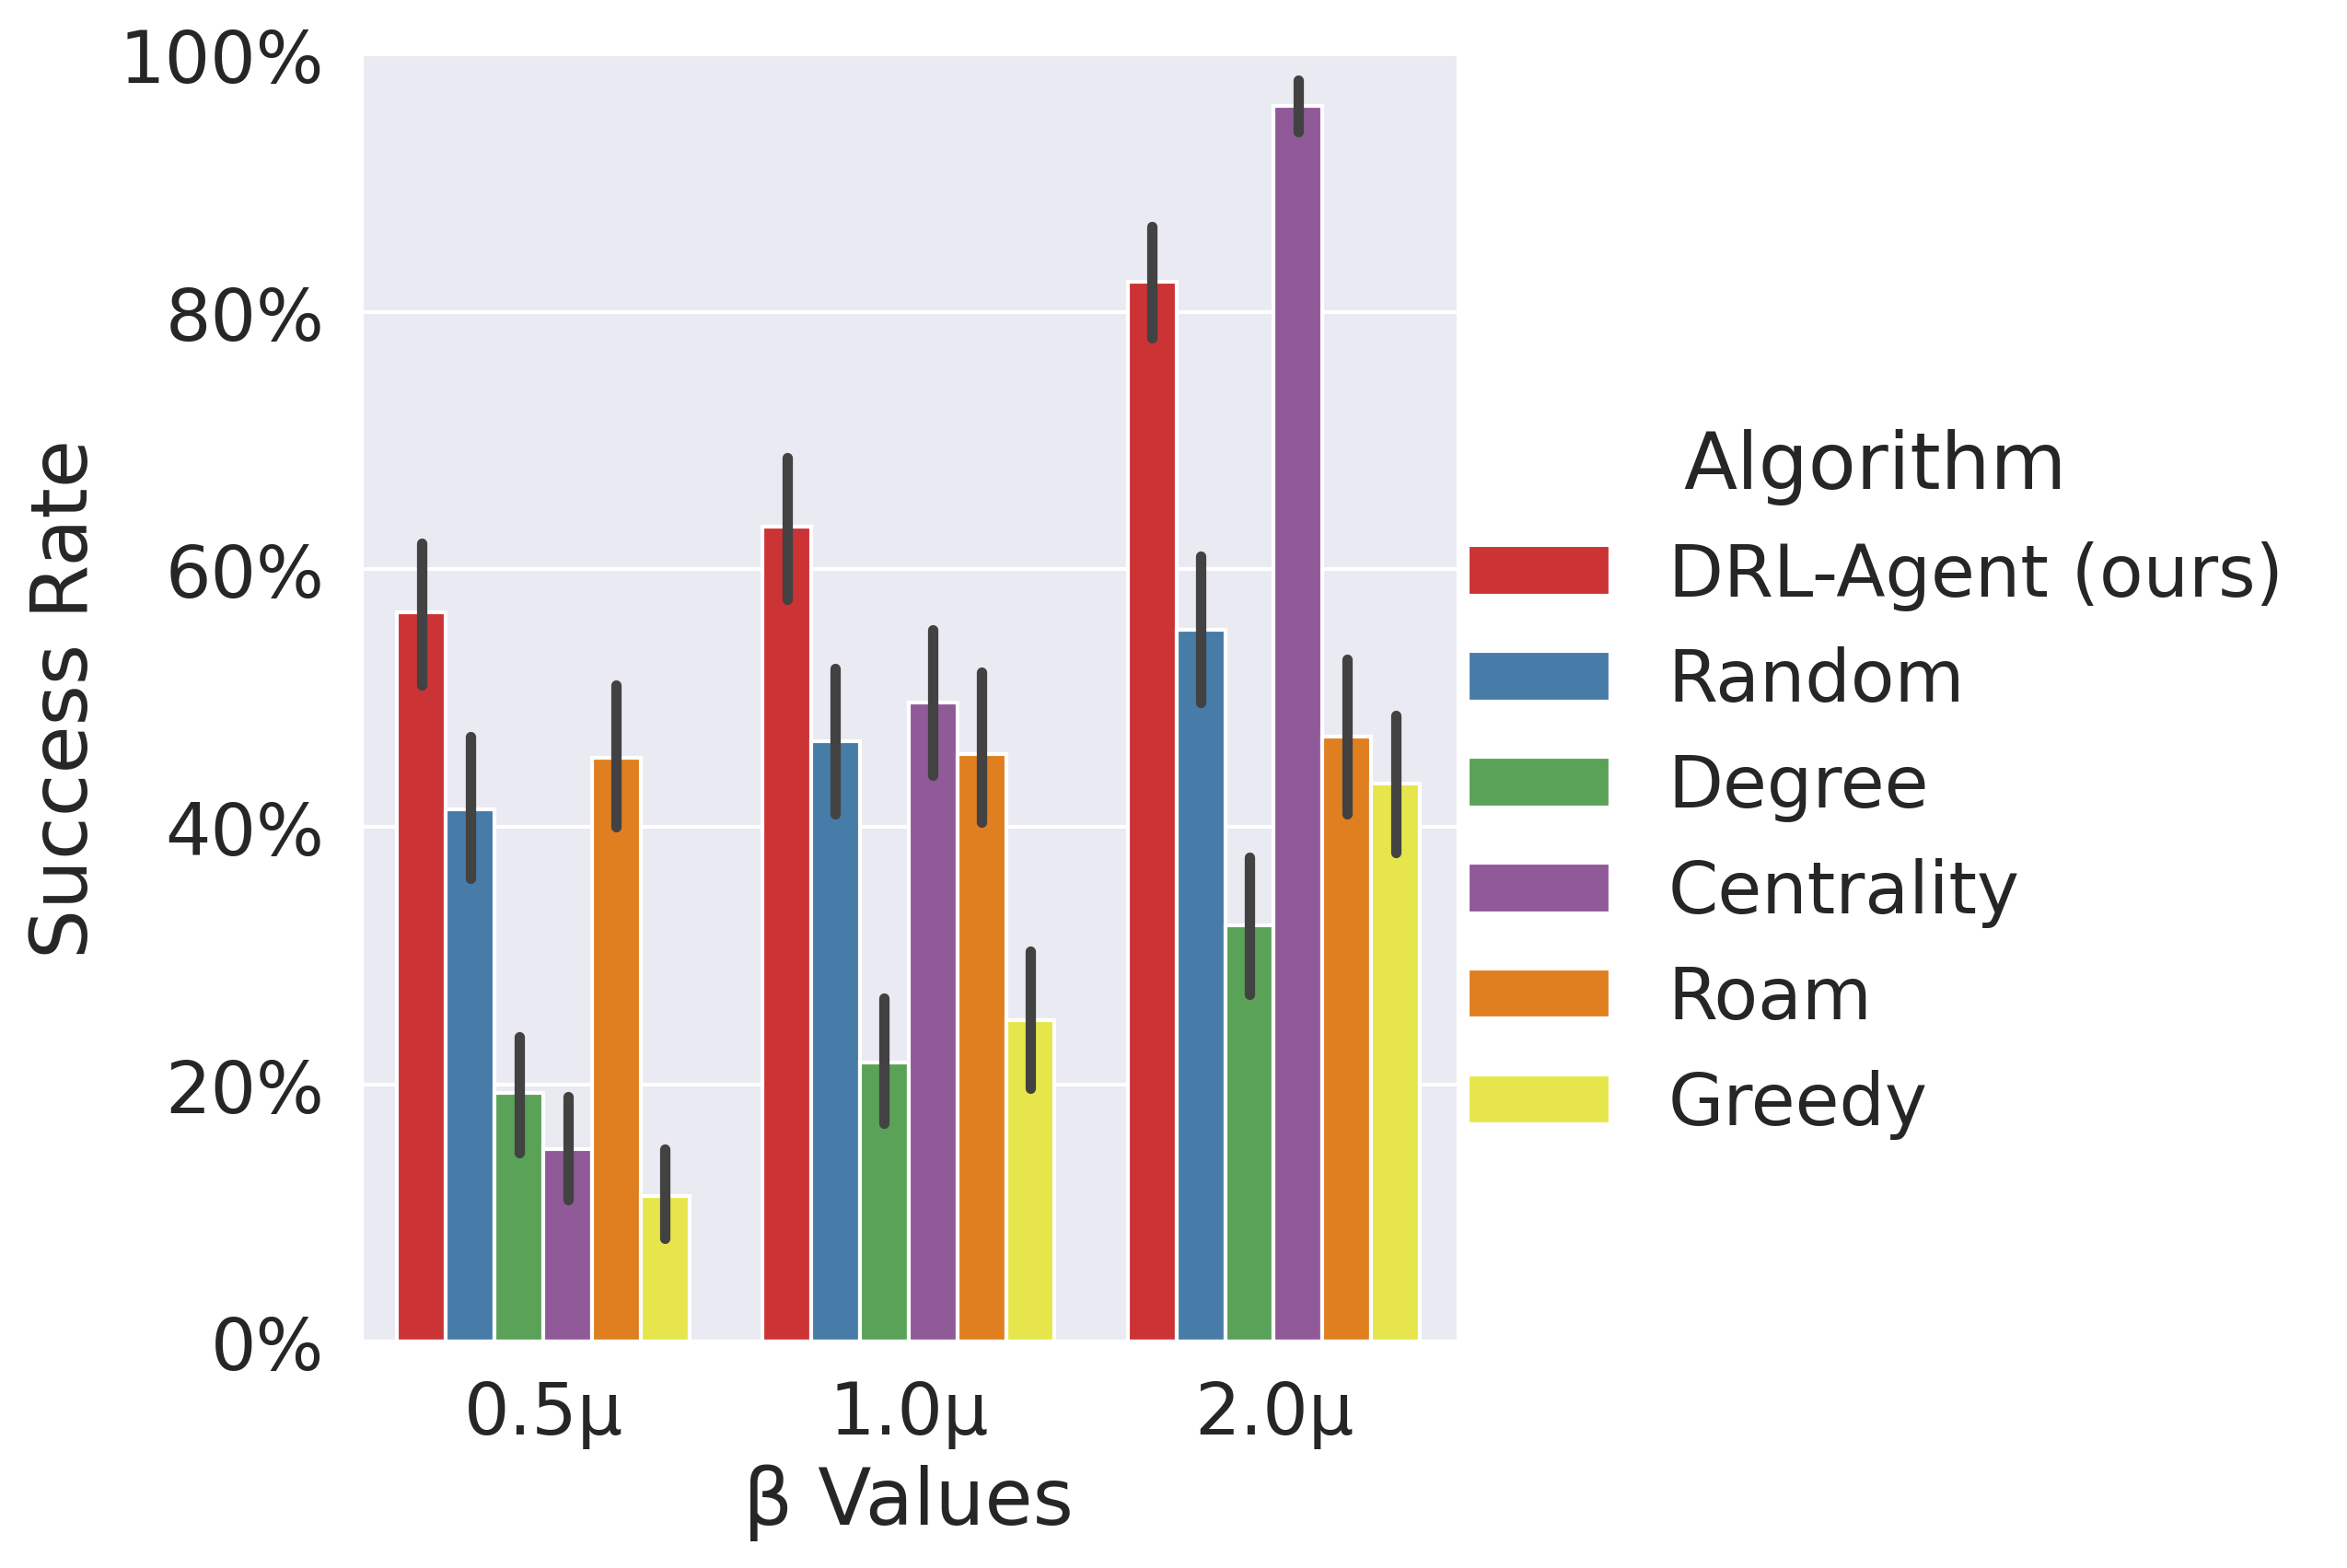 100%
80%
60%
40%
20%
0%
Success Rate
0.5µ 1.0µ 2.0µ
β Values
Algorithm
DRL-Agent (ours)
Random
Degree
Centrality
Roam
Greedy